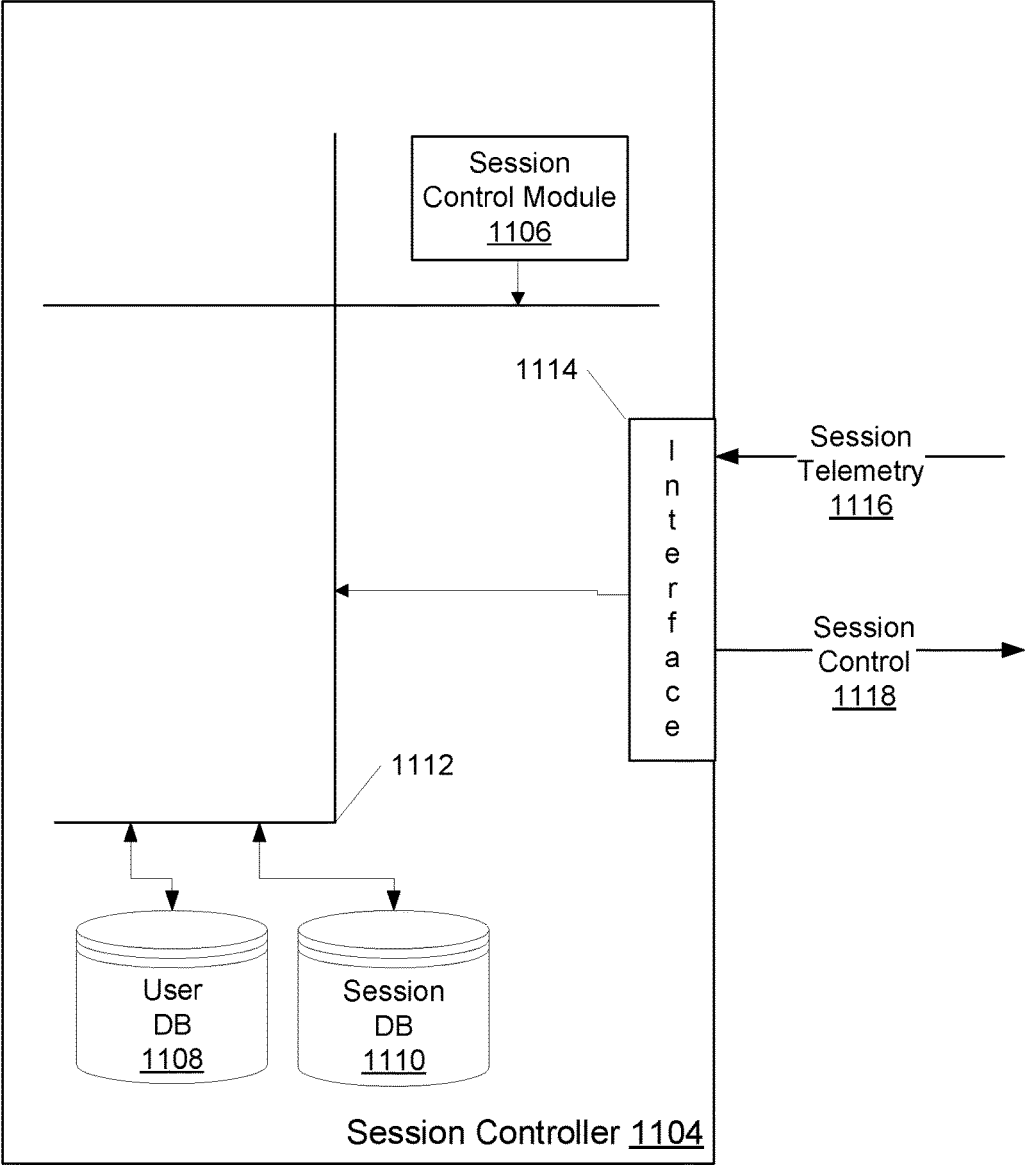 Session
Control Module
1106
1114
Interface
Session
Telemetry
1116
Session
Control
1118
1112
User
DB
1108
Session
DB
1110
Session Controller 1104